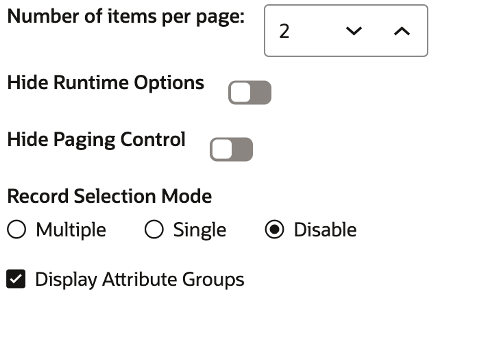 Number of items per page: 2
Hide Runtime Options
Hide Paging Control
Record Selection Mode
Multiple Single Disable
Display Attribute Groups